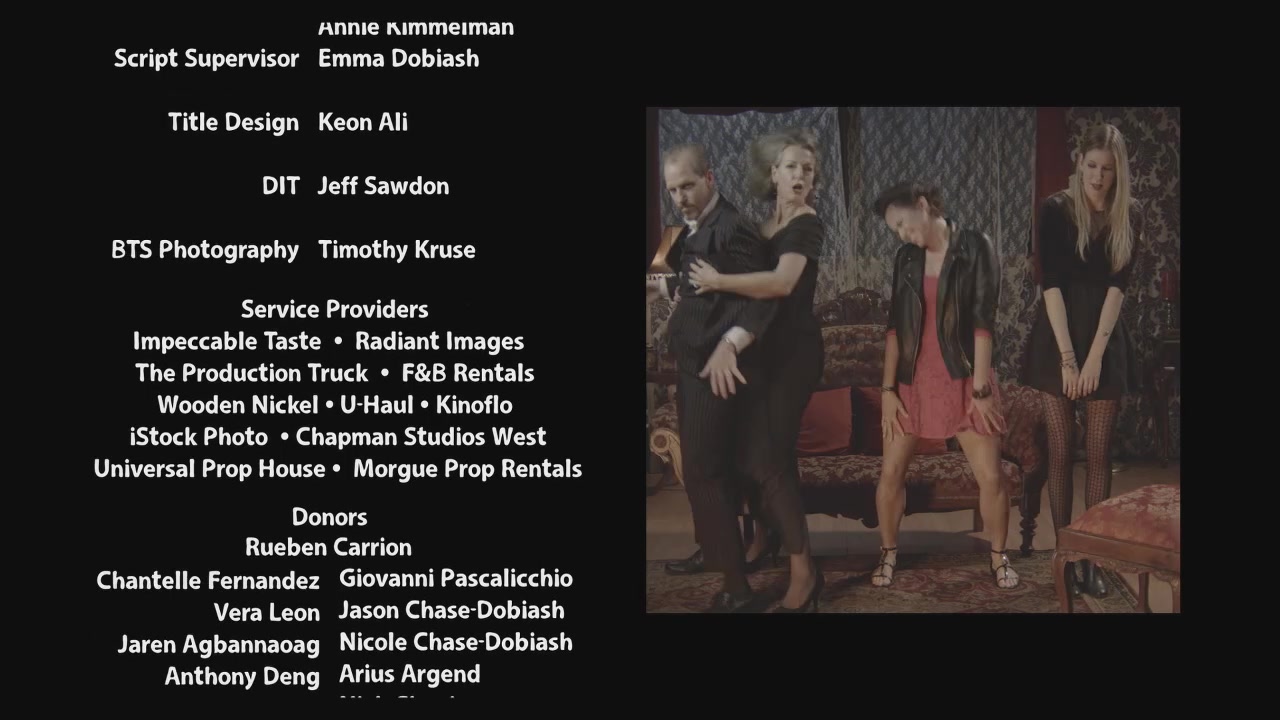 Annie Kimmelman
Script Supervisor Emma Dobiash
Title Design Keon Ali
DIT Jeff Sawdon
BTS Photography Timothy Kruse
Service Providers
Impeccable Taste • Radiant Images
The Production Truck • F&B Rentals
Wooden Nickel • U-Haul • Kinoflo
iStock Photo • Chapman Studios West
Universal Prop House • Morgue Prop Rentals
Donors
Rueben Carrion
Chantelle Fernandez Giovanni Pascalicchio
Vera Leon Jason Chase-Dobiash
Jaren Agbannaoag Nicole Chase-Dobiash
Anthony Deng Arius Argend